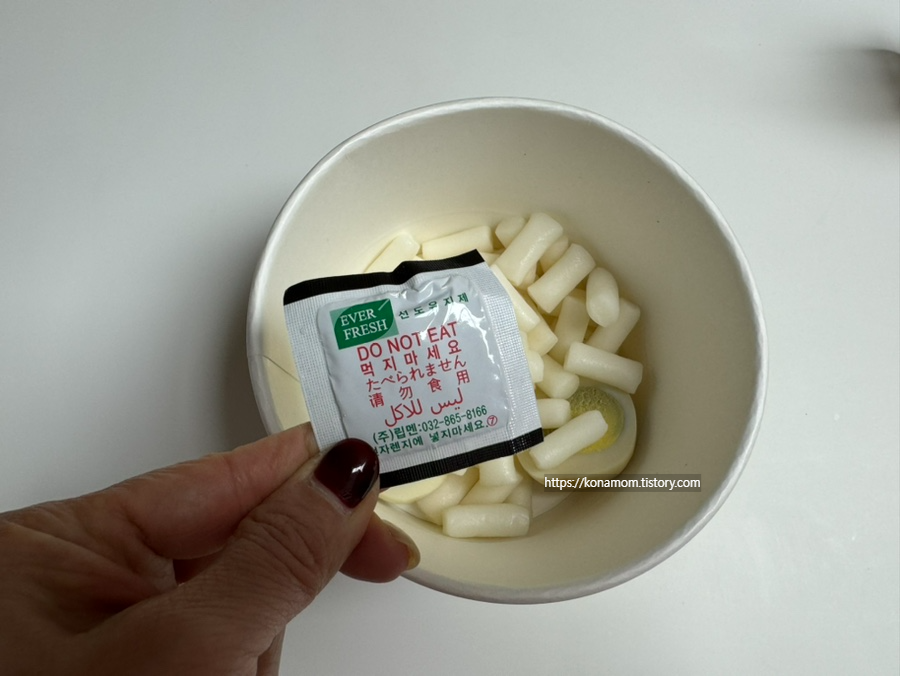 EVER
FRESH
선도유지제
DO NOT EAT
먹지마세요
たべられません
请勿食用
ليس للاكل
(주)립멘:032-865-8166
자렌지에 넣지마세요.⑦
https://konamom.tistory.com